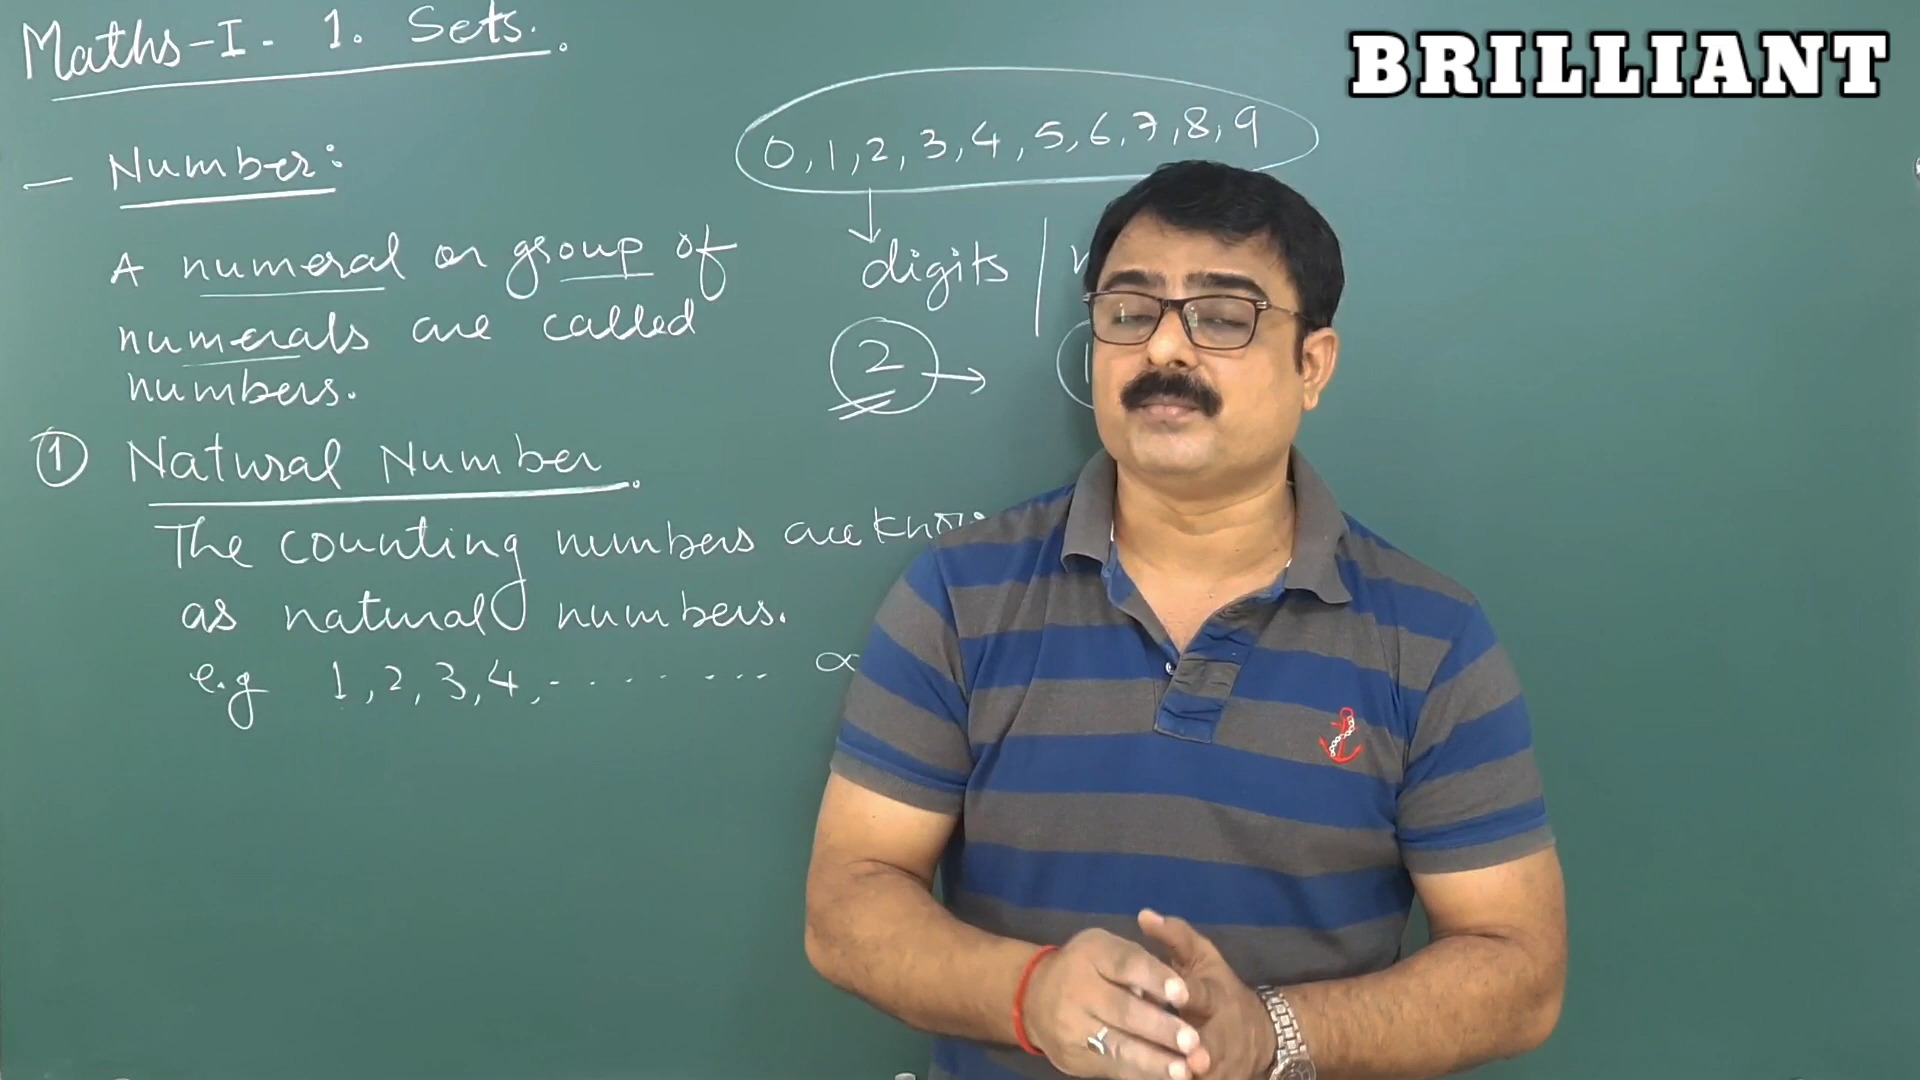 Maths-I- 1. Sets.
BRILLIANT
— Number:
0,1,2,3,4,5,6,7,8,9
digits
2 →
A numeral or group of
numerals are called
numbers.
① Natural Number.
The counting numbers are
as natural numbers.
e.g 1,2,3,4,........ ∝